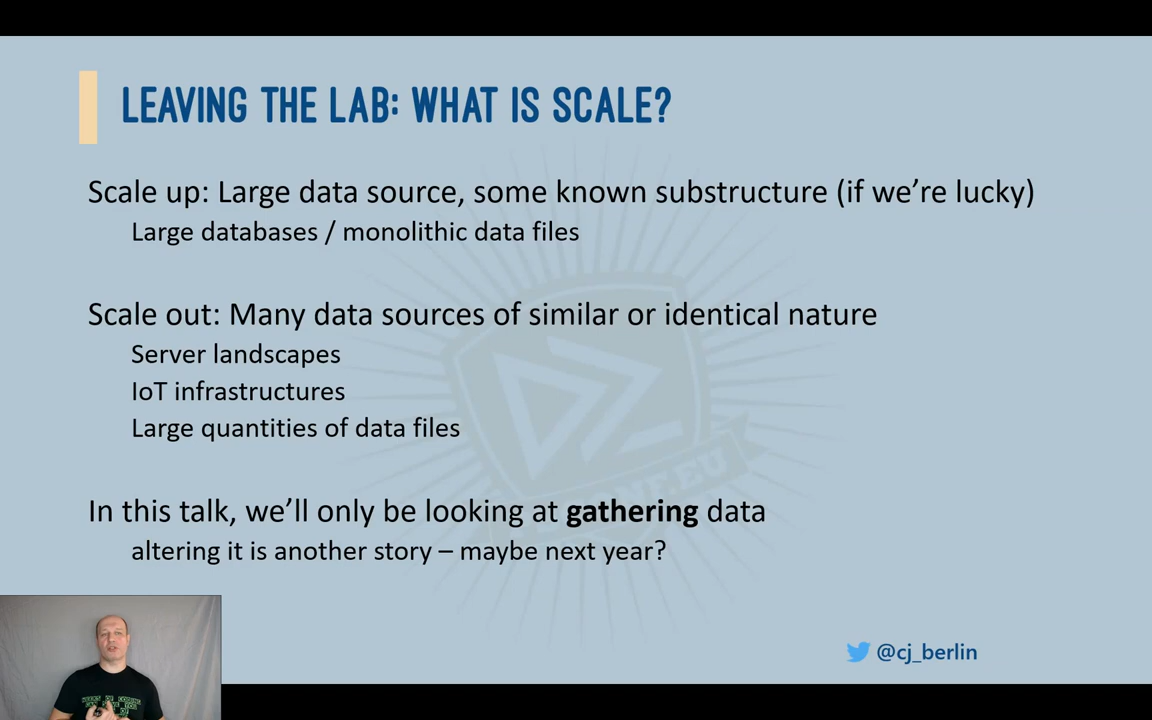 LEAVING THE LAB: WHAT IS SCALE?
Scale up: Large data source, some known substructure (if we’re lucky)
Large databases / monolithic data files
Scale out: Many data sources of similar or identical nature
Server landscapes
IoT infrastructures
Large quantities of data files
In this talk, we’ll only be looking at gathering data
altering it is another story – maybe next year?
@cj_berlin